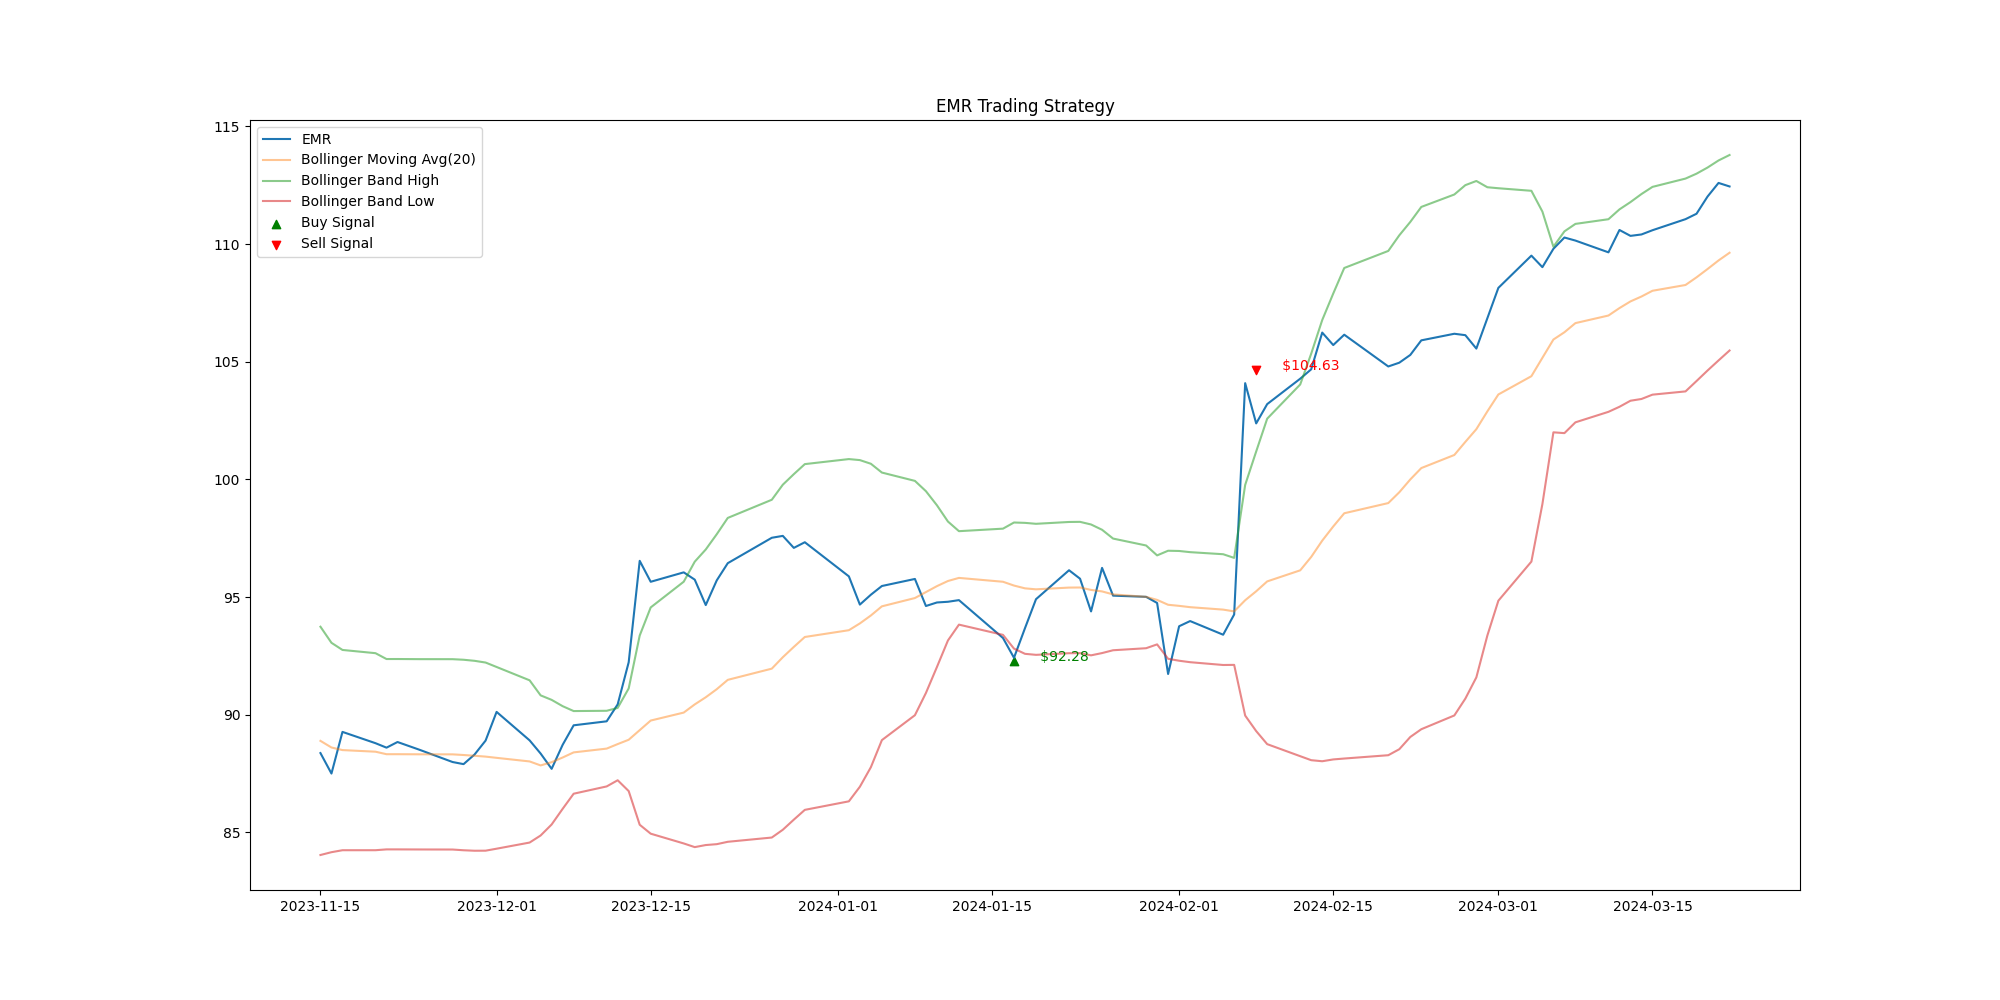 EMR Trading Strategy
115
110
105
100
95
90
85
EMR
Bollinger Moving Avg(20)
Bollinger Band High
Bollinger Band Low
Buy Signal
Sell Signal
$104.63
$92.28
2023-11-15
2023-12-01
2023-12-15
2024-01-01
2024-01-15
2024-02-01
2024-02-15
2024-03-01
2024-03-15